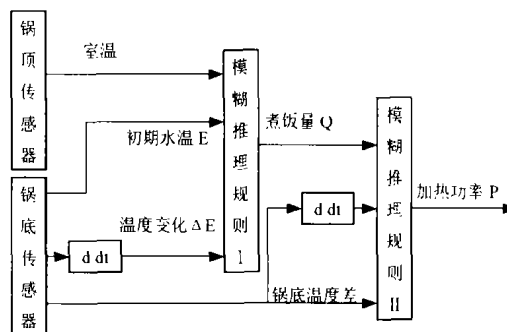 锅顶传感器
室温
初期水温 E
锅底传感器
d dt
温度变化 ΔE
模糊推理规则 I
煮饭量 Q
d dt
锅底温度差
模糊推理规则 II
加热功率 P